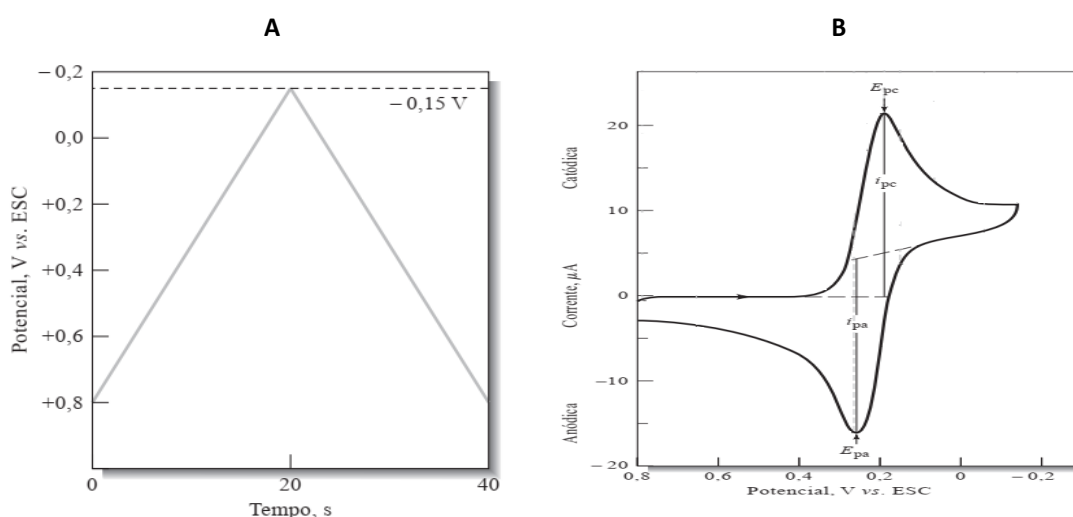 A
B
− 0,2
0,0
+0,2
+0,4
+0,6
+0,8
− 0,15 V
Potencial, V vs. ESC
0
20
40
Tempo, s
20
10
0
−10
−20
Catódica
Corrente, μA
Anódica
Epc
ipc
ipa
Epa
0,8
0,6
0,4
0,2
0
−0,2
Potencial, V vs. ESC